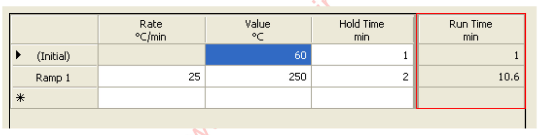 Rate Value Hold Time Run Time
°C/min °C min min
(Initial) 60 1 1
Ramp 1 25 250 2 10.6